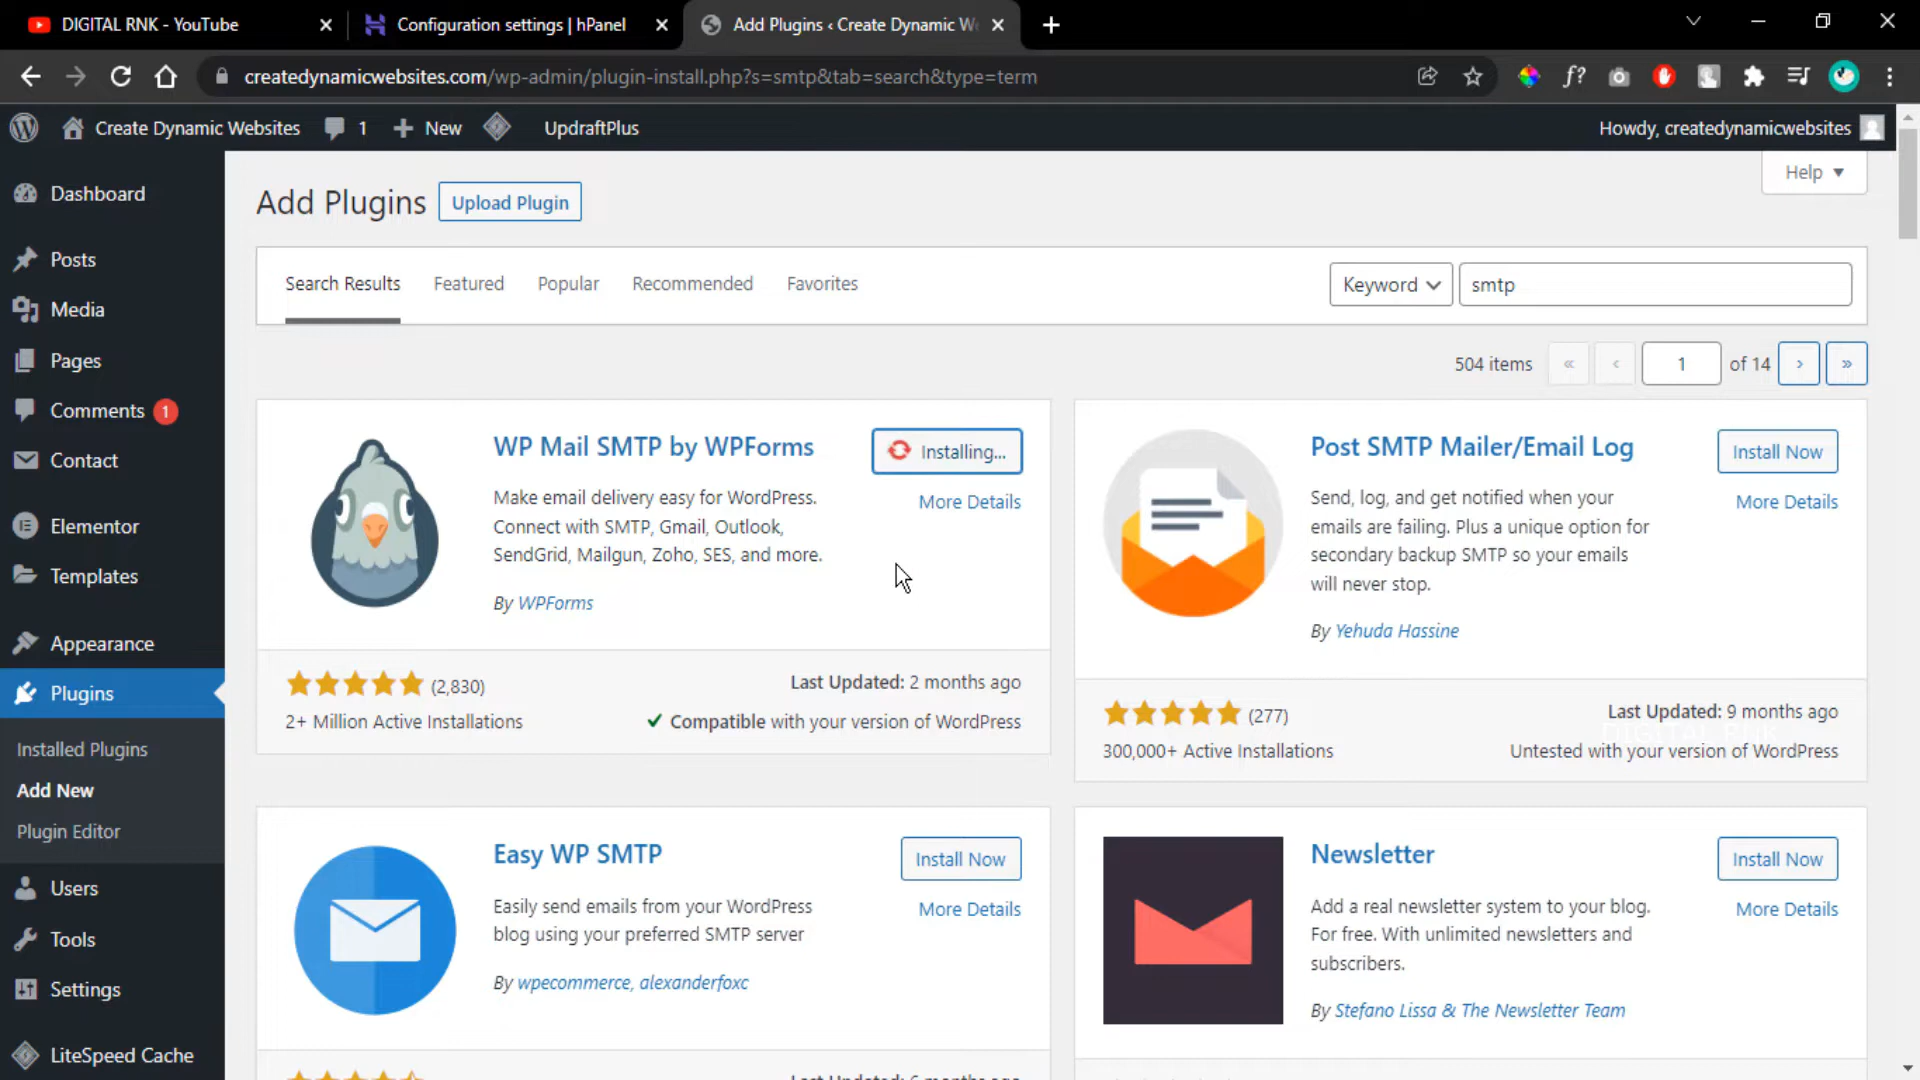 DIGITAL RNK - YouTube
Configuration settings | hPanel
Add Plugins ‹ Create Dynamic W
createdynamicwebsites.com/wp-admin/plugin-install.php?s=smtp&tab=search&type=term
f?
Create Dynamic Websites
1
New
UpdraftPlus
Howdy, createdynamicwebsites
Dashboard
Posts
Media
Pages
Comments 1
Contact
Elementor
Templates
Appearance
Plugins
Installed Plugins
Add New
Plugin Editor
Users
Tools
Settings
LiteSpeed Cache
Help
Add Plugins
Upload Plugin
Search Results
Featured
Popular
Recommended
Favorites
Keyword
smtp
504 items
«
‹
1
of 14
›
»
WP Mail SMTP by WPForms
Installing...
More Details
Make email delivery easy for WordPress.
Connect with SMTP, Gmail, Outlook,
SendGrid, Mailgun, Zoho, SES, and more.
By WPForms
(2,830)
2+ Million Active Installations
Last Updated: 2 months ago
Compatible with your version of WordPress
Post SMTP Mailer/Email Log
Install Now
More Details
Send, log, and get notified when your
emails are failing. Plus a unique option for
secondary backup SMTP so your emails
will never stop.
By Yehuda Hassine
(277)
300,000+ Active Installations
Last Updated: 9 months ago
DIGITAL RNK
Untested with your version of WordPress
Easy WP SMTP
Install Now
More Details
Easily send emails from your WordPress
blog using your preferred SMTP server
By wpecommerce, alexanderfoxc
Last Updated: 6 months ago
Newsletter
Install Now
More Details
Add a real newsletter system to your blog.
For free. With unlimited newsletters and
subscribers.
By Stefano Lissa & The Newsletter Team